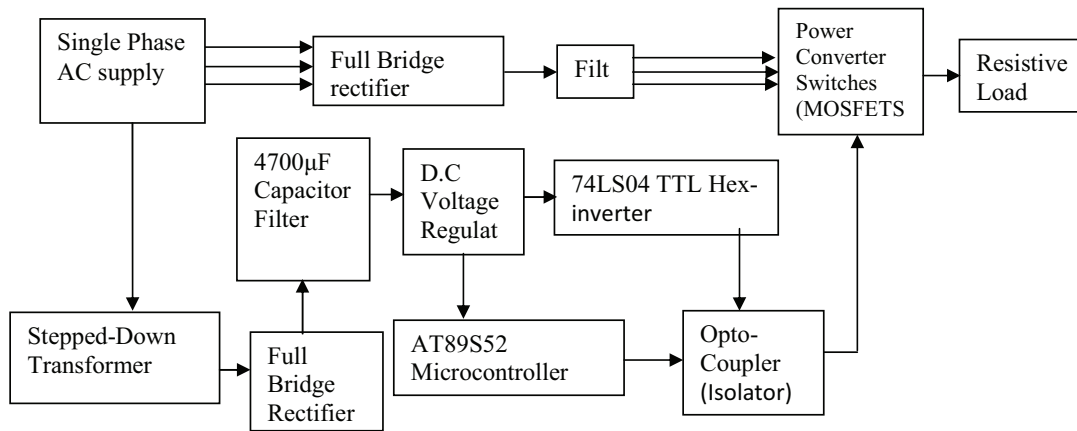 Single Phase
AC supply
Full Bridge
rectifier
Filt
Power
Converter
Switches
(MOSFETS
Resistive
Load
4700µF
Capacitor
Filter
D.C
Voltage
Regulat
74LS04 TTL Hex-
inverter
Stepped-Down
Transformer
Full
Bridge
Rectifier
AT89S52
Microcontroller
Opto-
Coupler
(Isolator)